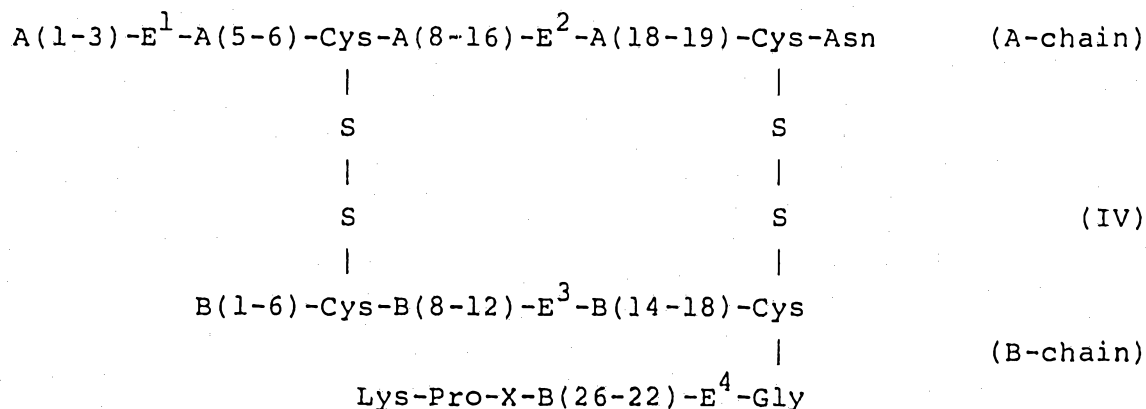 A(1-3)-E¹-A(5-6)-Cys-A(8-16)-E²-A(18-19)-Cys-Asn (A-chain)
| |
S S
| |
S S (IV)
| |
B(1-6)-Cys-B(8-12)-E³-B(14-18)-Cys
| (B-chain)
Lys-Pro-X-B(26-22)-E⁴-Gly